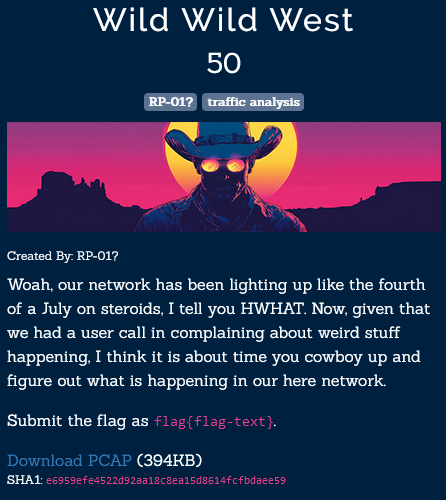 Wild Wild West
50
RP-01? traffic analysis
Created By: RP-01?
Woah, our network has been lighting up like the fourth
of a July on steroids, I tell you HWHAT. Now, given that
we had a user call in complaining about weird stuff
happening, I think it is about time you cowboy up and
figure out what is happening in our here network.
Submit the flag as flag{flag-text}.
Download PCAP (394KB)
SHA1: e6959efe4522d92aa18c8ea15d8614fcfbdaee59